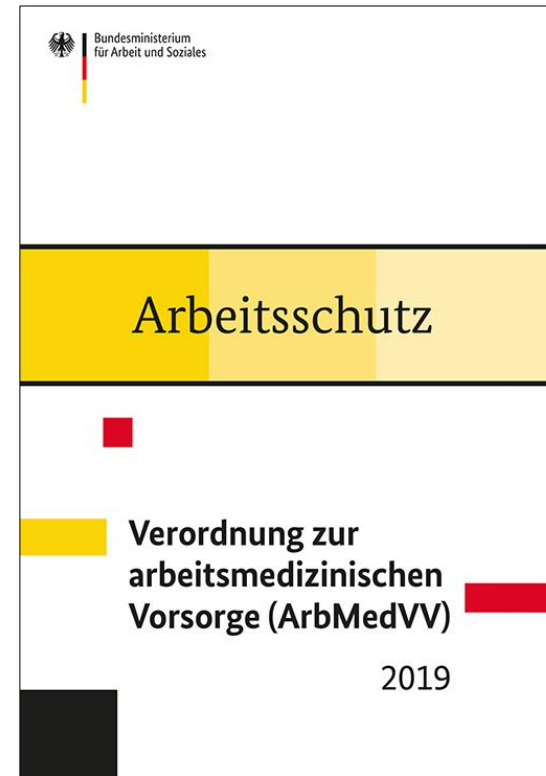 Bundesministerium
für Arbeit und Soziales
Arbeitsschutz
Verordnung zur
arbeitsmedizinischen
Vorsorge (ArbMedVV)
2019